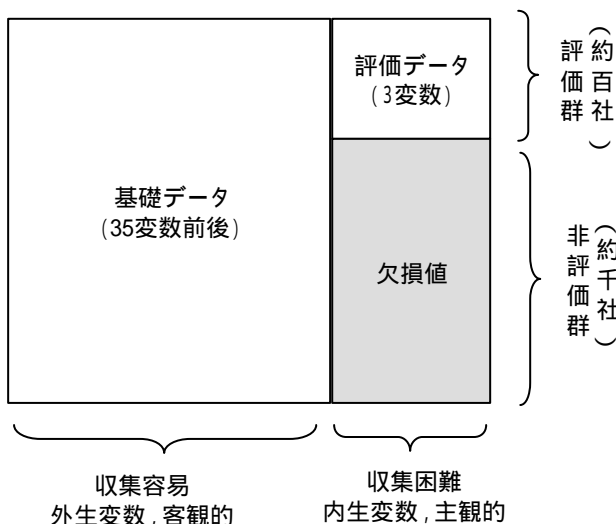 基礎データ
(35変数前後)
評価データ
(3変数)
欠損値
評価群
(約百社)
非評価群
(約千社)
収集容易
外生変数,客観的
収集困難
内生変数,主観的